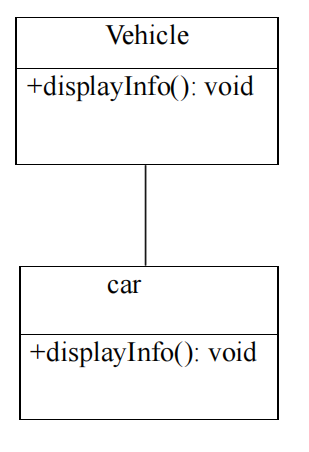 Vehicle
+displayInfo(): void
car
+displayInfo(): void